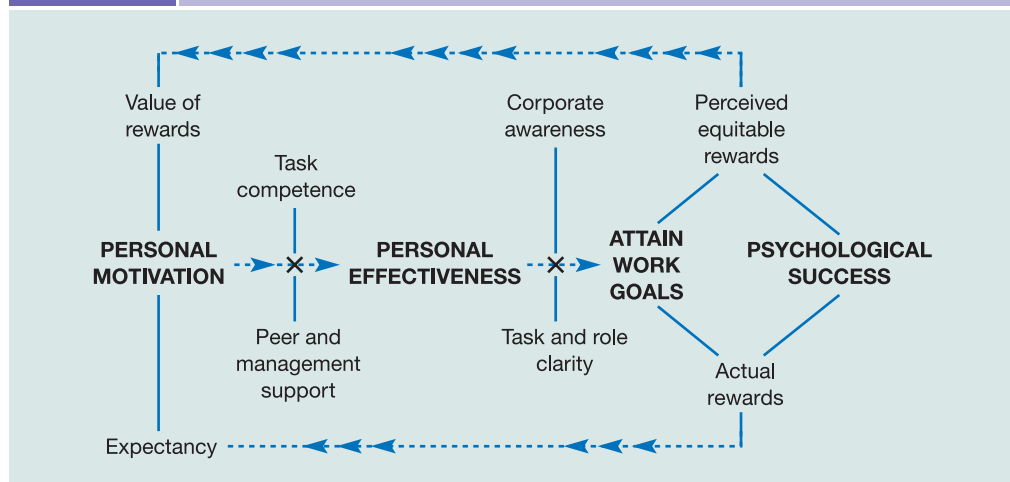 Value of
rewards
Corporate
awareness
Perceived
equitable
rewards
Task
competence
PERSONAL
MOTIVATION
PERSONAL
EFFECTIVENESS
ATTAIN
WORK
GOALS
PSYCHOLOGICAL
SUCCESS
Peer and
management
support
Task and role
clarity
Actual
rewards
Expectancy